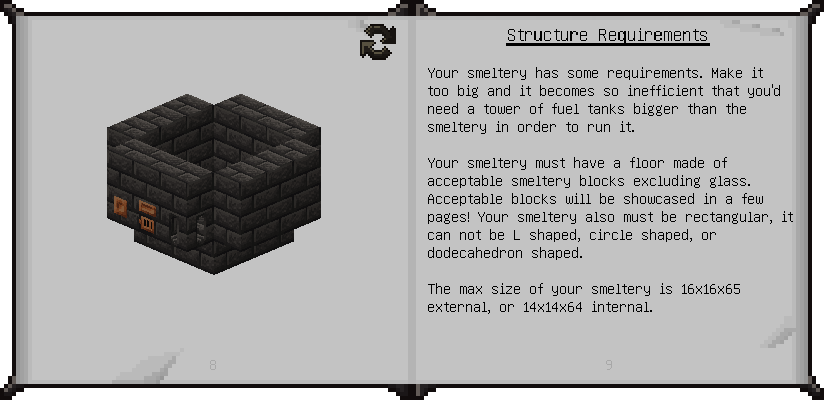 Structure Requirements
Your smeltery has some requirements. Make it
too big and it becomes so inefficient that you'd
need a tower of fuel tanks bigger than the
smeltery in order to run it.
Your smeltery must have a floor made of
acceptable smeltery blocks excluding glass.
Acceptable blocks will be showcased in a few
pages! Your smeltery also must be rectangular, it
can not be L shaped, circle shaped, or
dodecahedron shaped.
The max size of your smeltery is 16x16x65
external, or 14x14x64 internal.
8
9